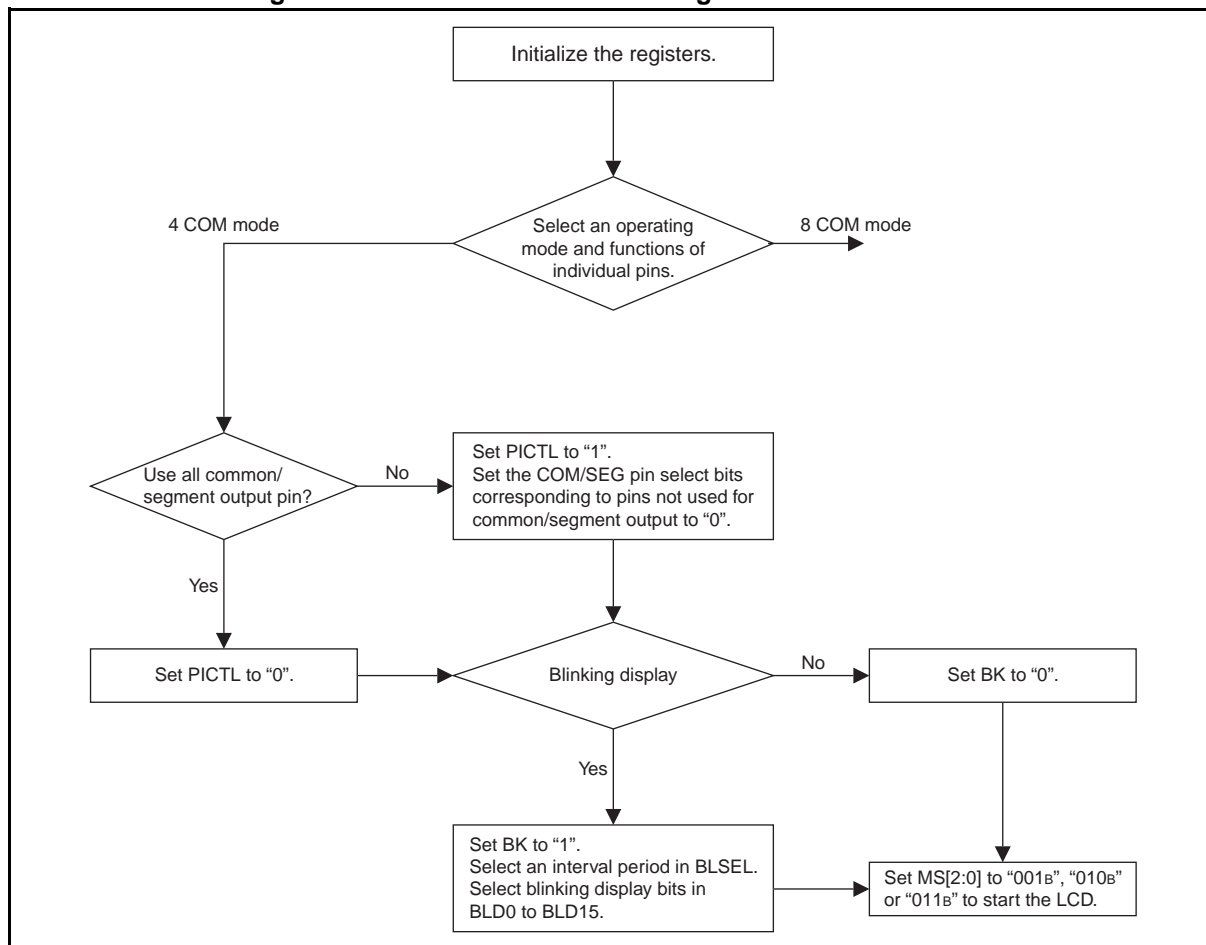 Initialize the registers.
4 COM mode
Select an operating
mode and functions of
individual pins.
8 COM mode
Use all common/
segment output pin?
No
Set PICTL to “1”.
Set the COM/SEG pin select bits
corresponding to pins not used for
common/segment output to “0”.
Yes
Set PICTL to “0”.
Blinking display
No
Set BK to “0”.
Yes
Set BK to “1”.
Select an interval period in BLSEL.
Select blinking display bits in
BLD0 to BLD15.
Set MS[2:0] to “001B”, “010B”
or “011B” to start the LCD.